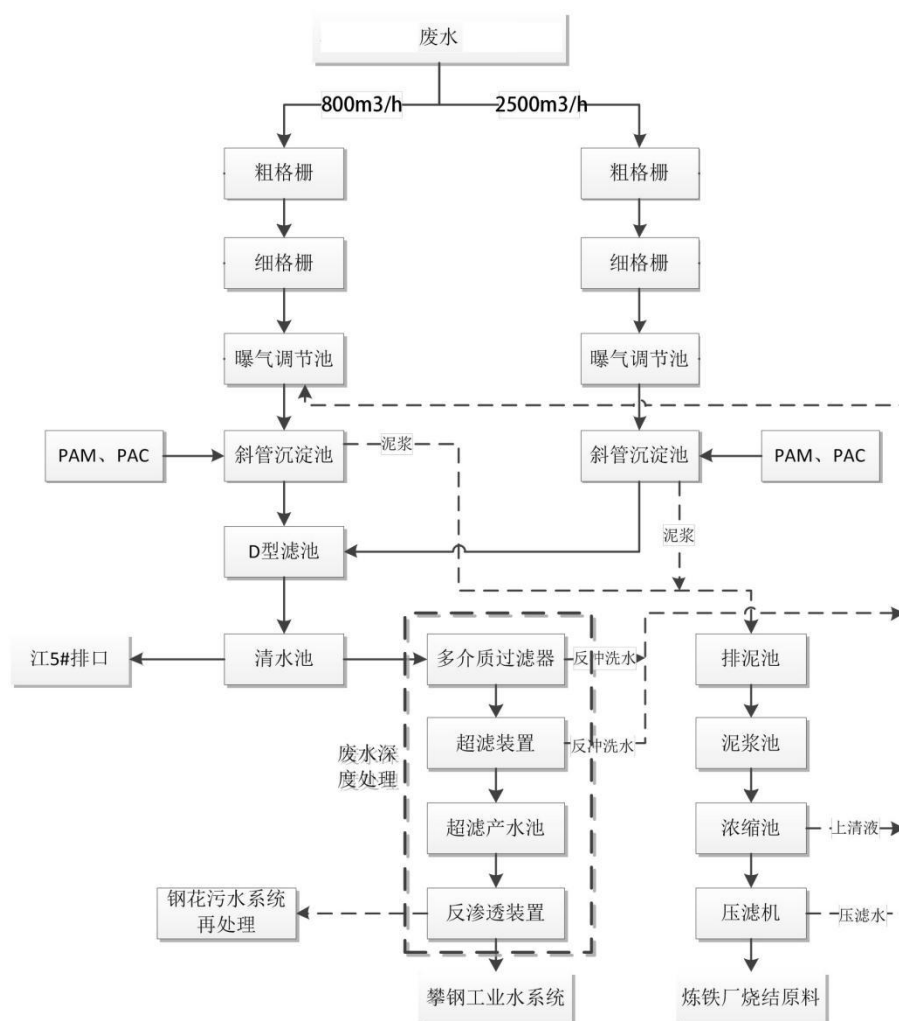 废水
800m3/h
2500m3/h
粗格栅
粗格栅
细格栅
细格栅
曝气调节池
曝气调节池
PAM、PAC
斜管沉淀池
泥浆
斜管沉淀池
PAM、PAC
泥浆
D型滤池
江5#排口
清水池
多介质过滤器
反冲洗水
排泥池
废水深
度处理
超滤装置
反冲洗水
泥浆池
超滤产水池
浓缩池
上清液
钢花污水系统
再处理
反渗透装置
压滤机
压滤水
攀钢工业水系统
炼铁厂烧结原料